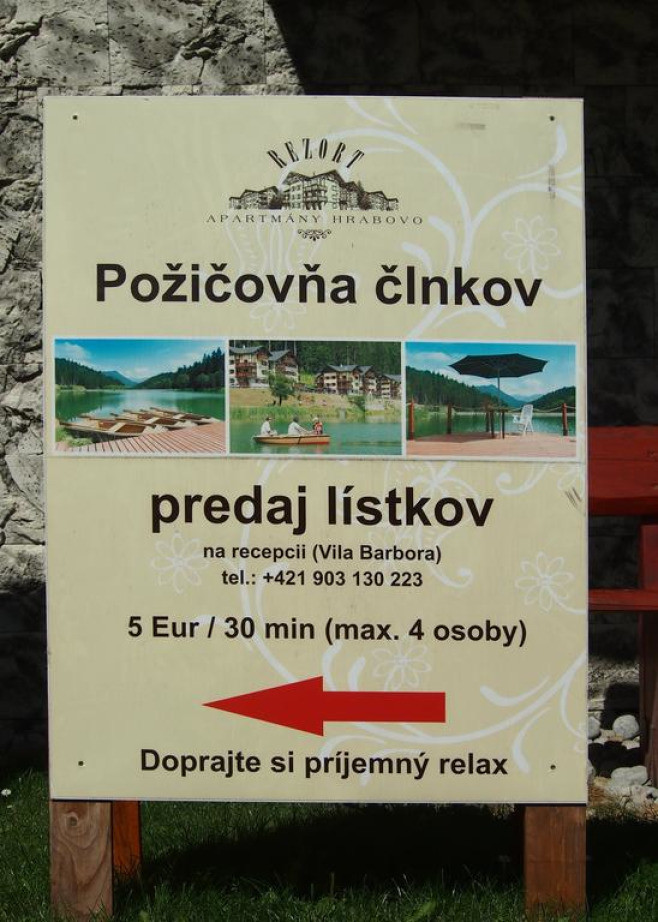 REZORT
APARTMÁNY HRABOVO
Požičovňa člnkov
predaj lístkov
na recepcii (Vila Barbora)
tel.: +421 903 130 223
5 Eur / 30 min (max. 4 osoby)
Doprajte si príjemný relax